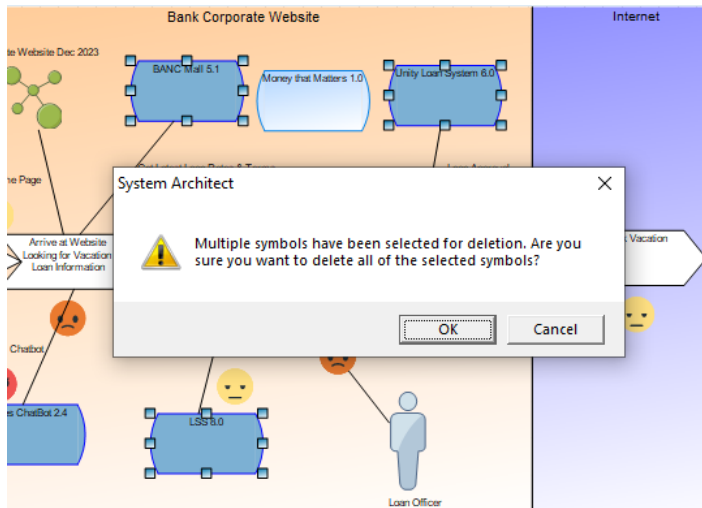 Bank Corporate Website
Internet
te Website Dec 2023
BANC Mall 5.1
Money that Matters 1.0
Unity Loan System 6.0
ne Page
System Architect
Multiple symbols have been selected for deletion. Are you
sure you want to delete all of the selected symbols?
OK
Cancel
Arrive at Website
Looking for Vacation
Loan Information
Vacation
Chatbot
s ChatBot 2.4
LSS 8.0
Loan Officer